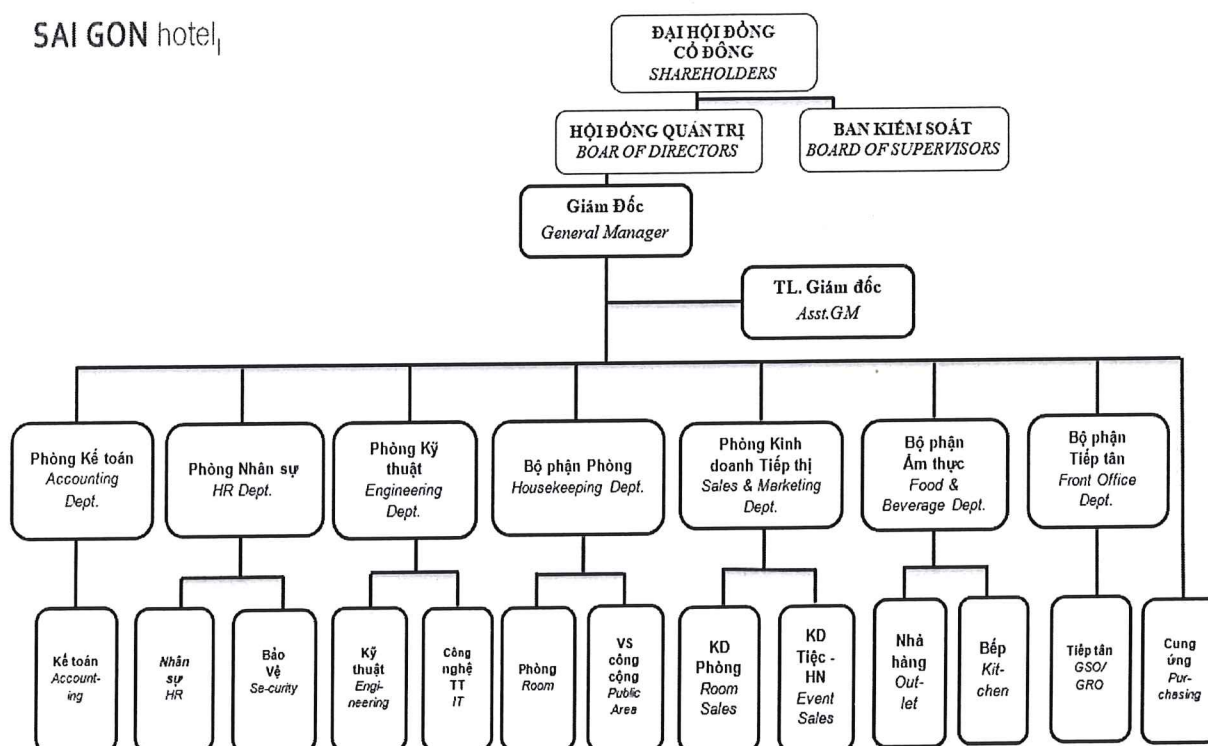 SAI GON hotel
ĐẠI HỘI ĐỒNG
CỔ ĐÔNG
SHAREHOLDERS
HỘI ĐỒNG QUẢN TRỊ
BOAR OF DIRECTORS
BAN KIỂM SOÁT
BOARD OF SUPERVISORS
Giám Đốc
General Manager
TL. Giám đốc
Asst.GM
Phòng Kế toán
Accounting
Dept.
Phòng Nhân sự
HR Dept.
Phòng Kỹ
thuật
Engineering
Dept.
Bộ phận Phòng
Housekeeping Dept.
Phòng Kinh
doanh Tiếp thị
Sales & Marketing
Dept.
Bộ phận
Ẩm thực
Food &
Beverage Dept.
Bộ phận
Tiếp tân
Front Office
Dept.
Kế toán
Account-
ing
Nhân
sự
HR
Bảo
Vệ
Se-curity
Kỹ
thuật
Engi-
neering
Công
nghệ
TT
IT
Phòng
Room
VS
công
cộng
Public
Area
KD
Phòng
Room
Sales
KD
Tiệc -
HN
Event
Sales
Nhà
hàng
Out-
let
Bếp
Kit-
chen
Tiếp tân
GSO/
GRO
Cung
ứng
Pur-
chasing